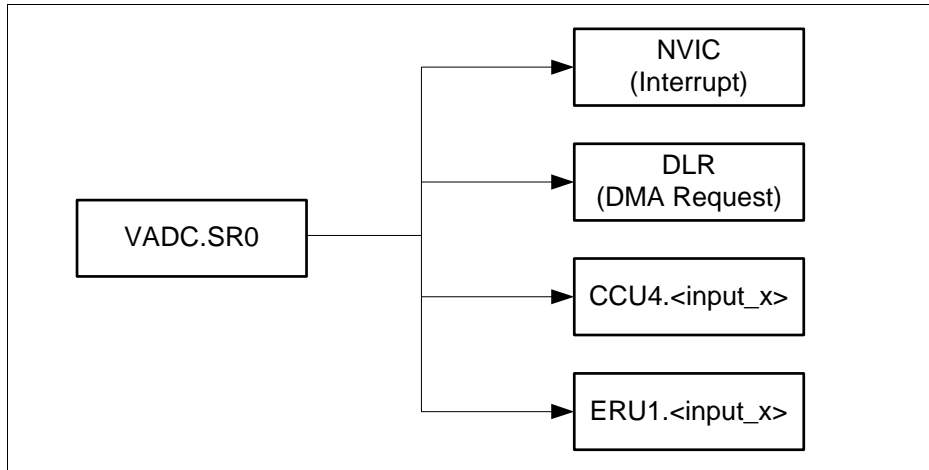 VADC.SR0
NVIC
(Interrupt)
DLR
(DMA Request)
CCU4.<input_x>
ERU1.<input_x>